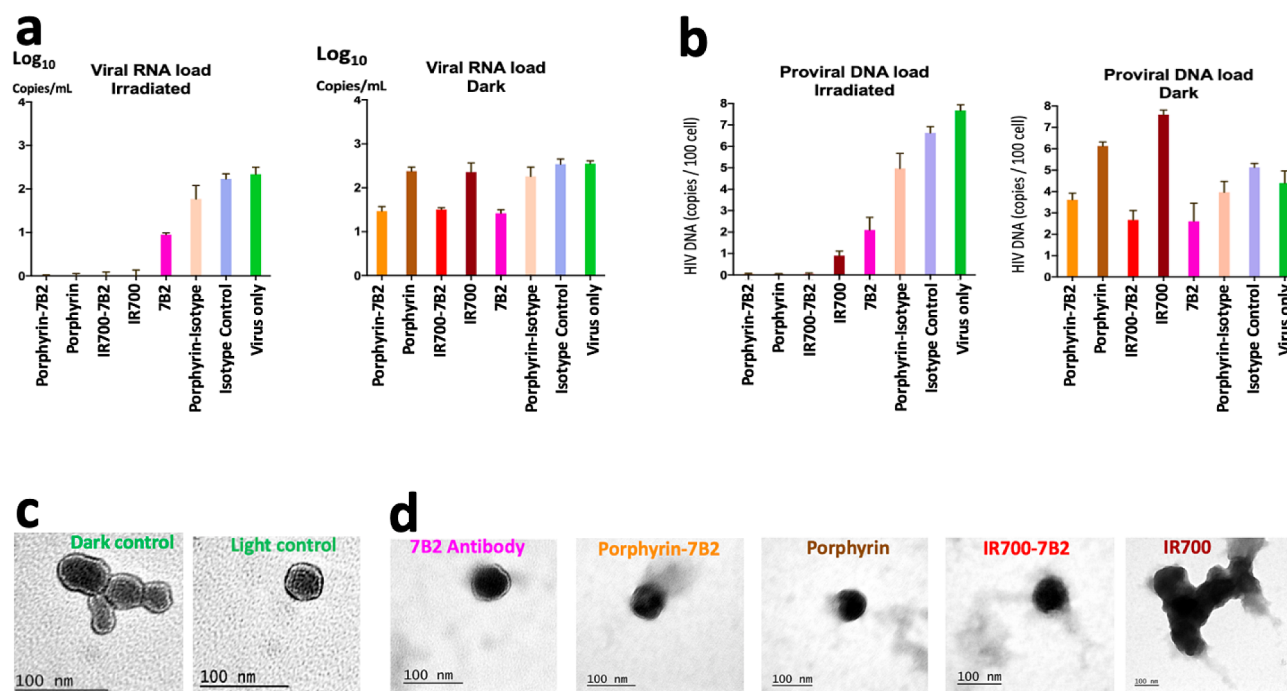 a
Log10
Copies/mL
Viral RNA load
Irradiated
4
3
2
1
0
Porphyrin-7B2
Porphyrin
IR700-7B2
IR700
7B2
Porphyrin-Isotype
Isotype Control
Virus only
Log10
Copies/mL
Viral RNA load
Dark
4
3
2
1
0
Porphyrin-7B2
Porphyrin
IR700-7B2
IR700
7B2
Porphyrin-Isotype
Isotype Control
Virus only
b
Proviral DNA load
Irradiated
HIV DNA (copies / 100 cell)
8
7
6
5
4
3
2
1
0
Porphyrin-7B2
Porphyrin
IR700-7B2
IR700
7B2
Porphyrin-Isotype
Isotype Control
Virus only
Proviral DNA load
Dark
HIV DNA (copies / 100 cell)
8
7
6
5
4
3
2
1
0
Porphyrin-7B2
Porphyrin
IR700-7B2
IR700
7B2
Porphyrin-Isotype
Isotype Control
Virus only
c
Dark control
100 nm
Light control
100 nm
d
7B2 Antibody
100 nm
Porphyrin-7B2
100 nm
Porphyrin
100 nm
IR700-7B2
100 nm
IR700
100 nm